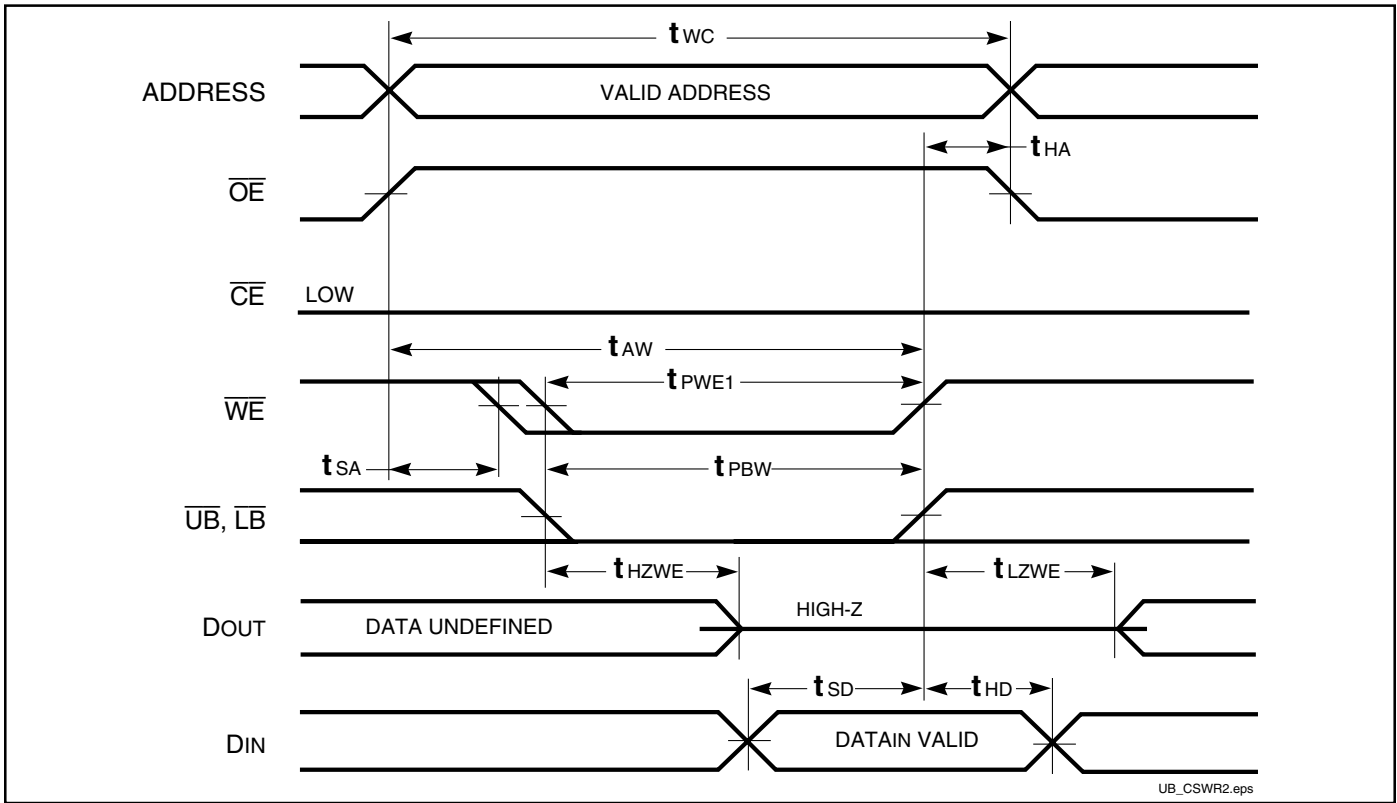 tWC
ADDRESS
VALID ADDRESS
tHA
OE
CE
LOW
tAW
WE
tPWE1
tSA
tPBW
UB, LB
tHZWE
tLZWE
DOUT
DATA UNDEFINED
HIGH-Z
tSD
tHD
DIN
DATAIN VALID
UB_CSWR2.eps